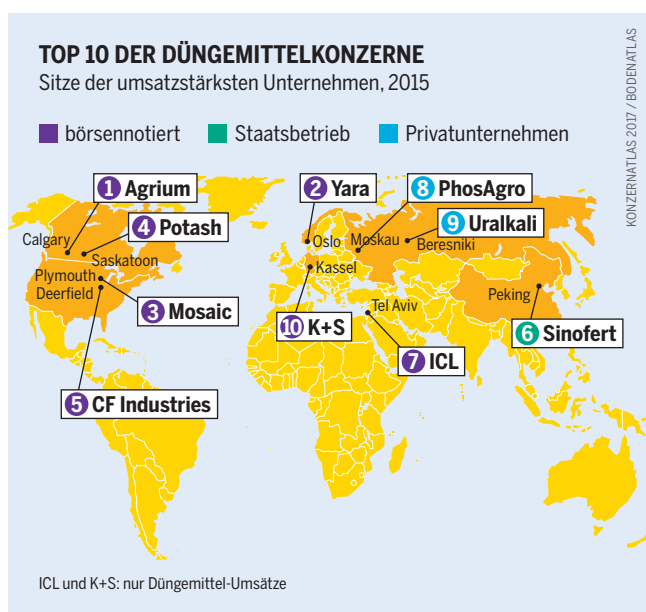 TOP 10 DER DÜNGEMITTELKONZERNE
Sitze der umsatzstärksten Unternehmen, 2015
börsennotiert
Staatsbetrieb
Privatunternehmen
1 Agrium
2 Yara
8 PhosAgro
4 Potash
9 Uralkali
Calgary
Saskatoon
Oslo
Moskau
Beresniki
Plymouth
Deerfield
Kassel
3 Mosaic
Tel Aviv
Peking
10 K+S
6 Sinofert
7 ICL
5 CF Industries
ICL und K+S: nur Düngemittel-Umsätze
KONZERNATLAS 2017 / BODENATLAS